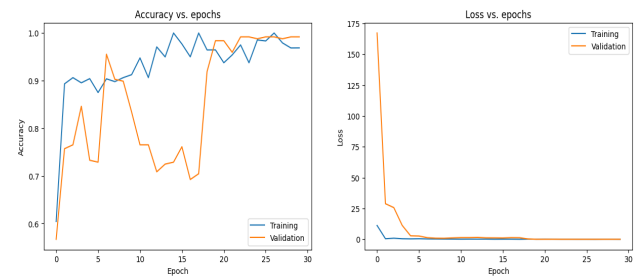 Accuracy vs. epochs
1.0
0.9
0.8
0.7
0.6
Accuracy
0
5
10
15
20
25
30
Epoch
Training
Validation
Loss vs. epochs
175
150
125
100
75
50
25
0
Loss
0
5
10
15
20
25
30
Epoch
Training
Validation